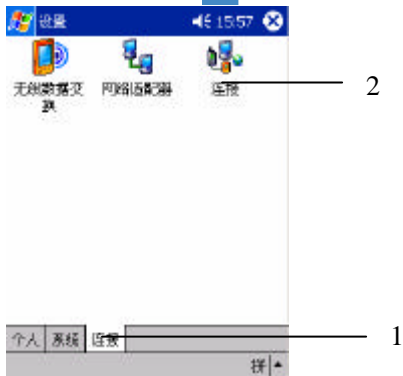 设置 15:57
无线数据交换 网络适配器 连接
2
个人 系统 连接
1
拼